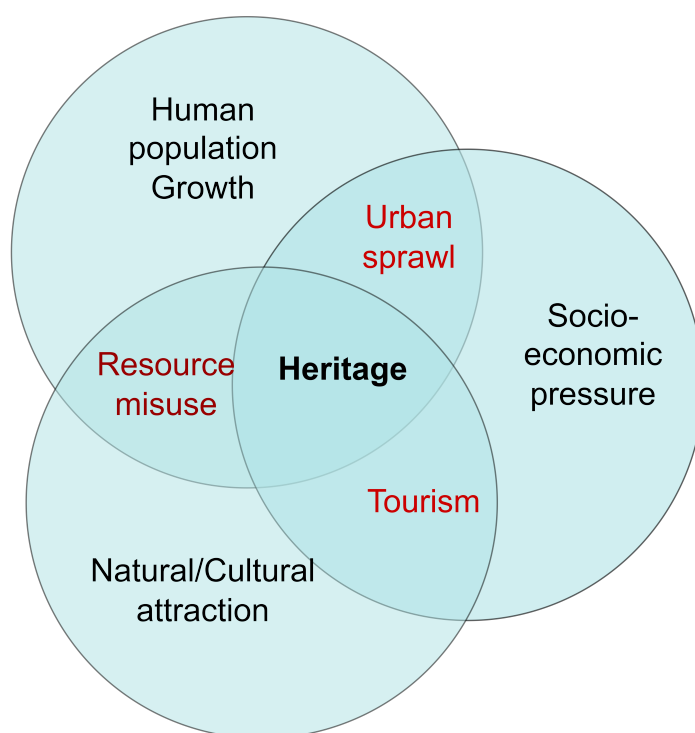 Human
population
Growth
Urban
sprawl
Socio-
economic
pressure
Resource
misuse
Heritage
Tourism
Natural/Cultural
attraction